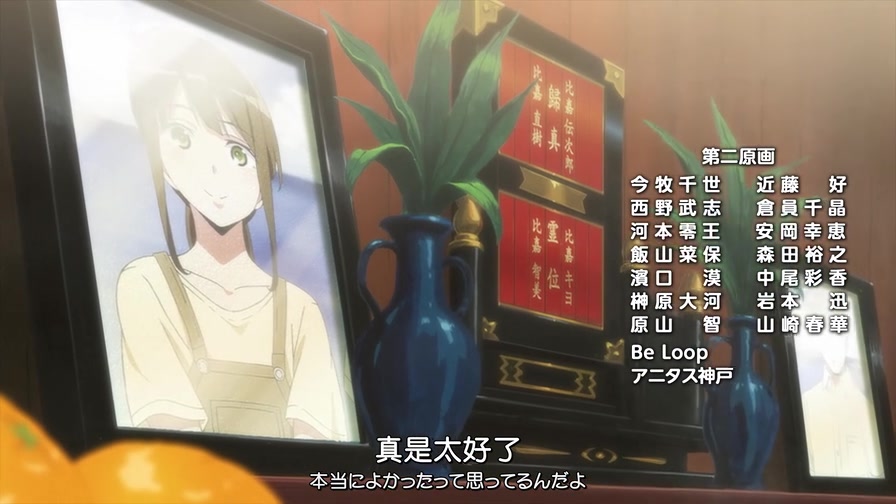 比嘉伝次郎
歸真
比嘉直樹
比嘉キヨ
霊位
比嘉智美
第二原画
今牧千世 近藤 好
西野武志 倉員千晶
河本零王 安岡幸恵
飯山菜保 森田裕之
濱口 漠 中尾彩香
榊原大河 岩本 迅
原山 智 山崎春華
Be Loop
アニタス神戸
真是太好了
本当によかったって思ってるんだよ